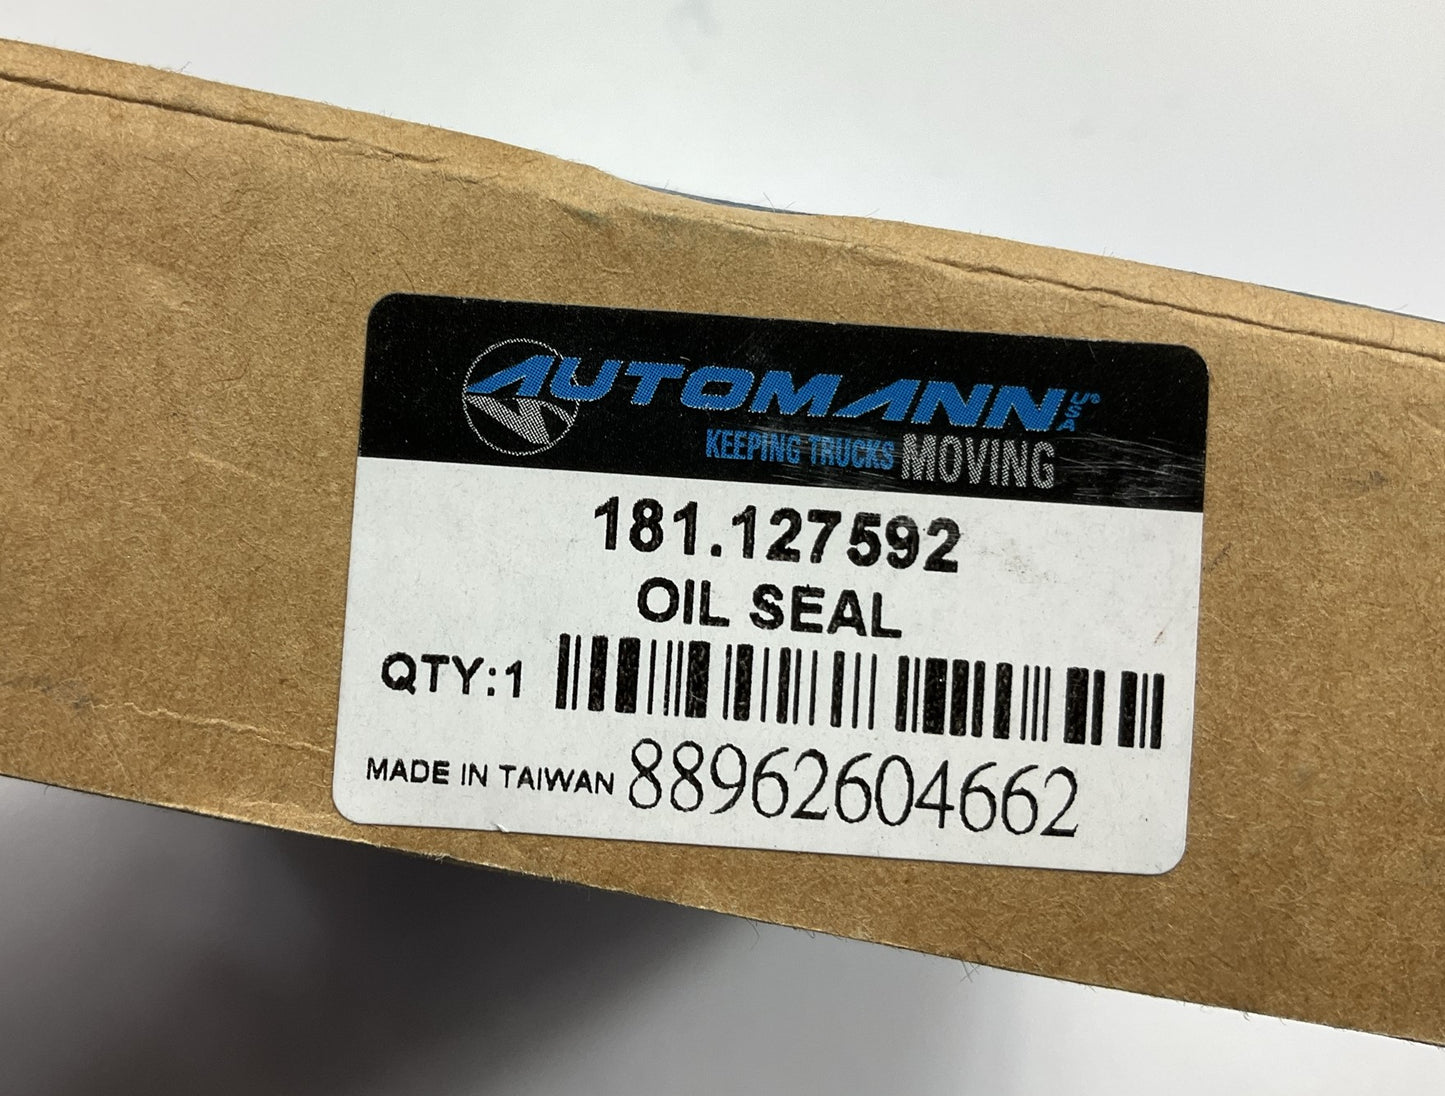 AUTOMANN USA
KEEPING TRUCKS MOVING
181.127592
OIL SEAL
QTY:1
MADE IN TAIWAN 88962604662